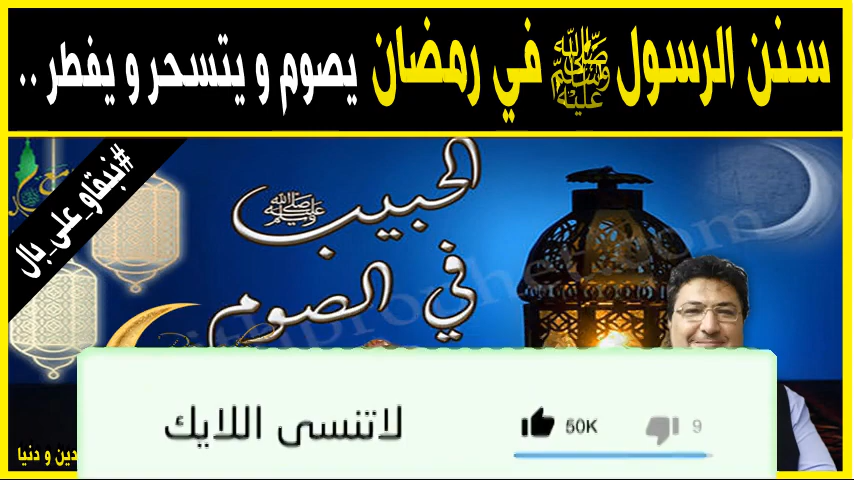 سنن الرسول ﷺ في رمضان يصوم و يتسحر و يفطر ..
#نبقاو_على_بال
مع
الحبيب ﷺ
في
الصوم
لاتنسى اللايك
50K
9
دين و دنيا